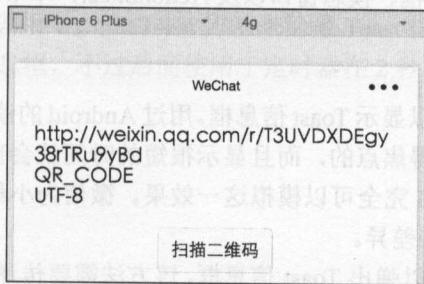 iPhone 6 Plus 4g
WeChat
http://weixin.qq.com/r/T3UVDXDEgy
38rTRu9yBd
QR_CODE
UTF-8
扫描二维码